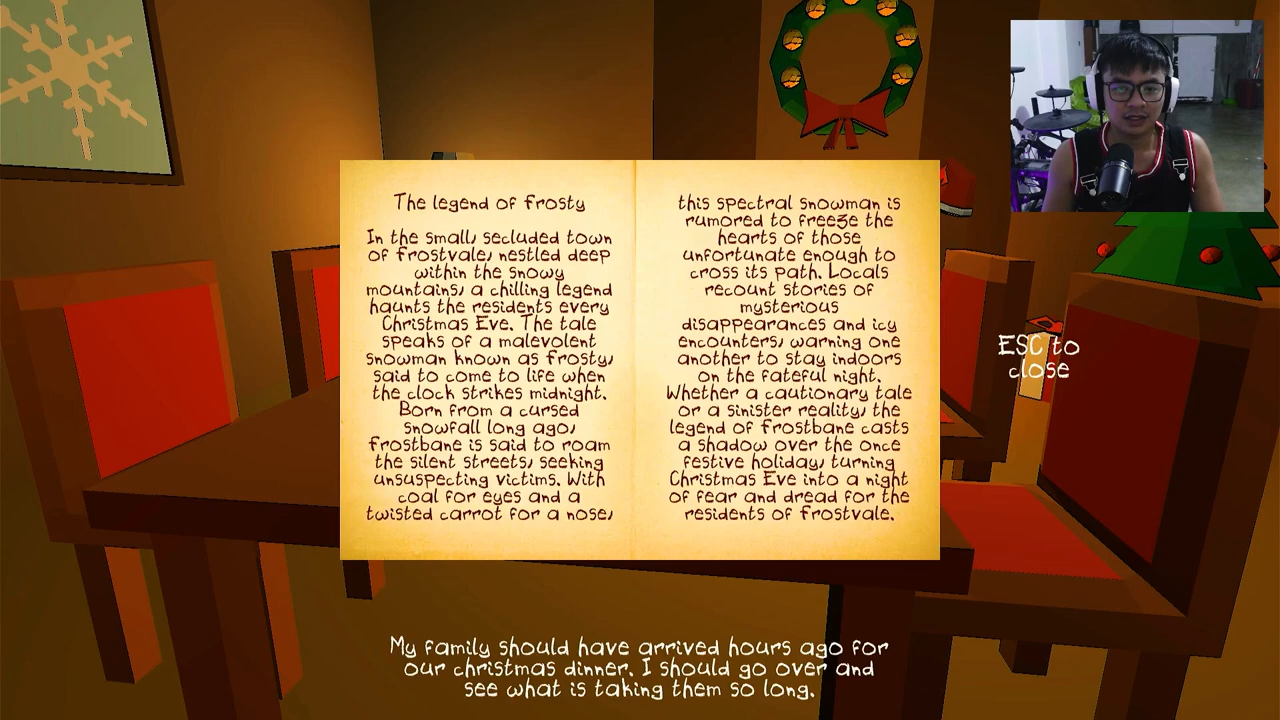 The legend of frosty
In the small, secluded town
of frostvale, nestled deep
within the snowy
mountains, a chilling legend
haunts the residents every
Christmas Eve. The tale
speaks of a malevolent
snowman known as frosty,
said to come to life when
the clock strikes midnight.
Born from a cursed
snowfall long ago,
frostbane is said to roam
the silent streets, seeking
unsuspecting victims. With
coal for eyes and a
twisted carrot for a nose,
this spectral snowman is
rumored to freeze the
hearts of those
unfortunate enough to
cross its path. Locals
recount stories of
mysterious
disappearances and icy
encounters, warning one
another to stay indoors
on the fateful night.
Whether a cautionary tale
or a sinister reality, the
legend of frostbane casts
a shadow over the once
festive holiday, turning
Christmas Eve into a night
of fear and dread for the
residents of frostvale.
ESC to
close
My family should have arrived hours ago for
our christmas dinner. I should go over and
see what is taking them so long.